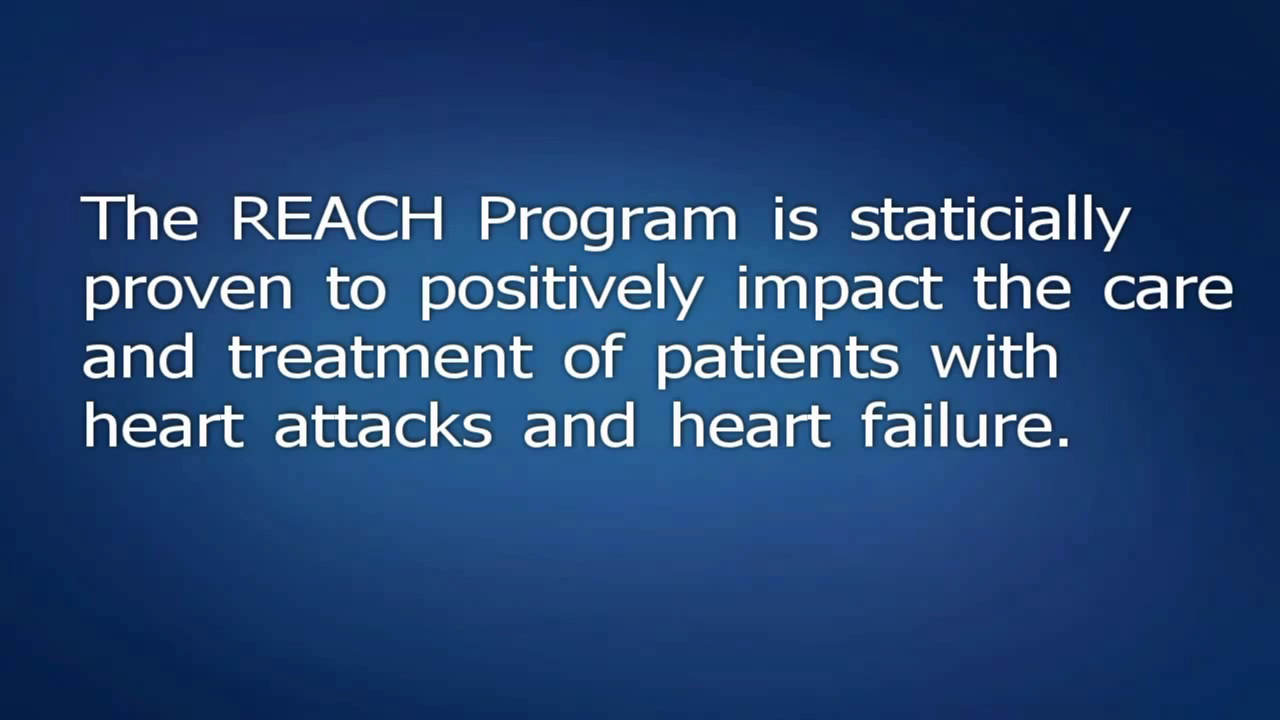 The REACH Program is staticially
proven to positively impact the care
and treatment of patients with
heart attacks and heart failure.